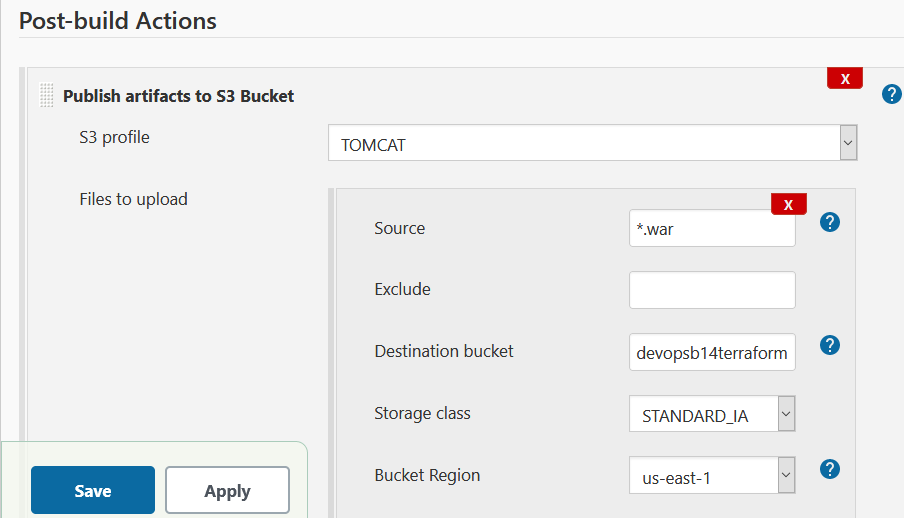 Post-build Actions
X
Publish artifacts to S3 Bucket
?
S3 profile
TOMCAT
Files to upload
X
Source
*.war
?
Exclude
Destination bucket
devopsb14terraform
?
Storage class
STANDARD_IA
Bucket Region
us-east-1
?
Save
Apply